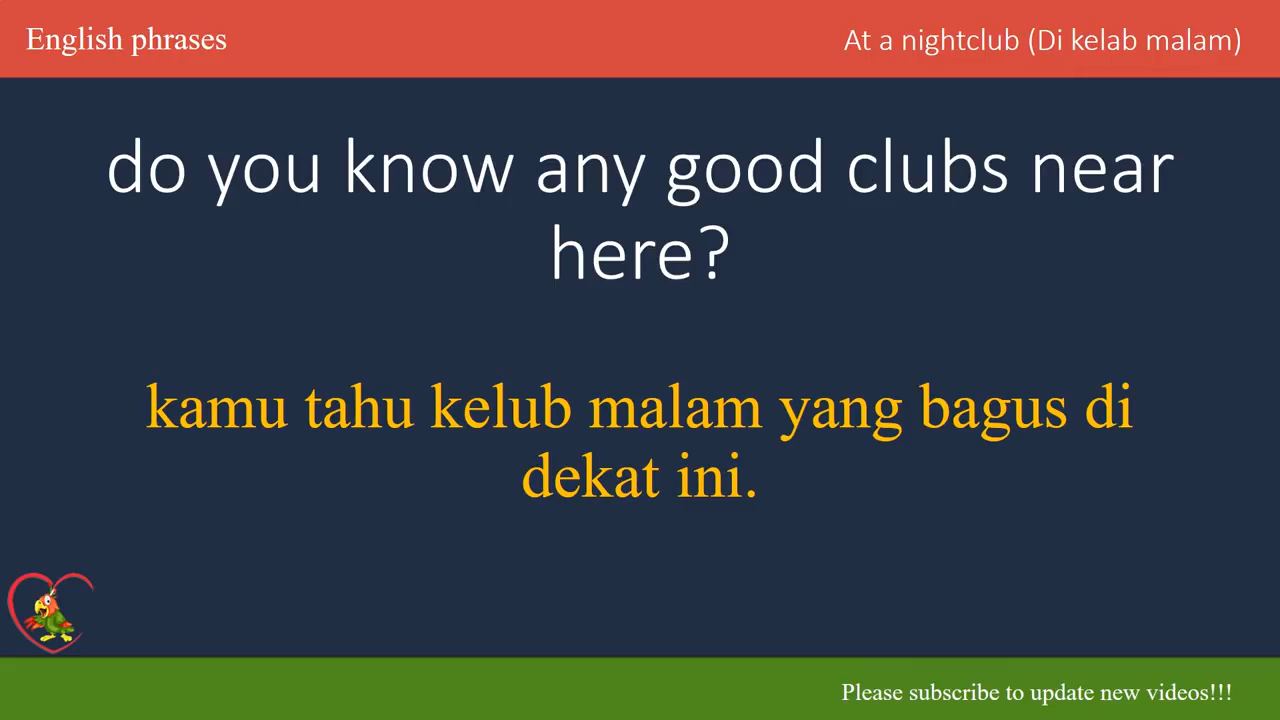 English phrases
At a nightclub (Di kelab malam)
do you know any good clubs near
here?
kamu tahu kelub malam yang bagus di
dekat ini.
Please subscribe to update new videos!!!